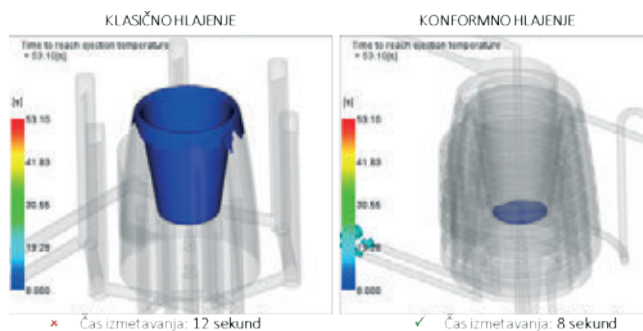 KLASIČNO HLAJENJE
Time to reach ejection temperature
= 53.10[s]
[s]
53.10
41.83
30.55
19.28
8.000
× Čas izmetavanja: 12 sekund
KONFORMNO HLAJENJE
Time to reach ejection temperature
= 53.10[s]
[s]
53.10
41.83
30.55
19.28
8.000
✓ Čas izmetavanja: 8 sekund